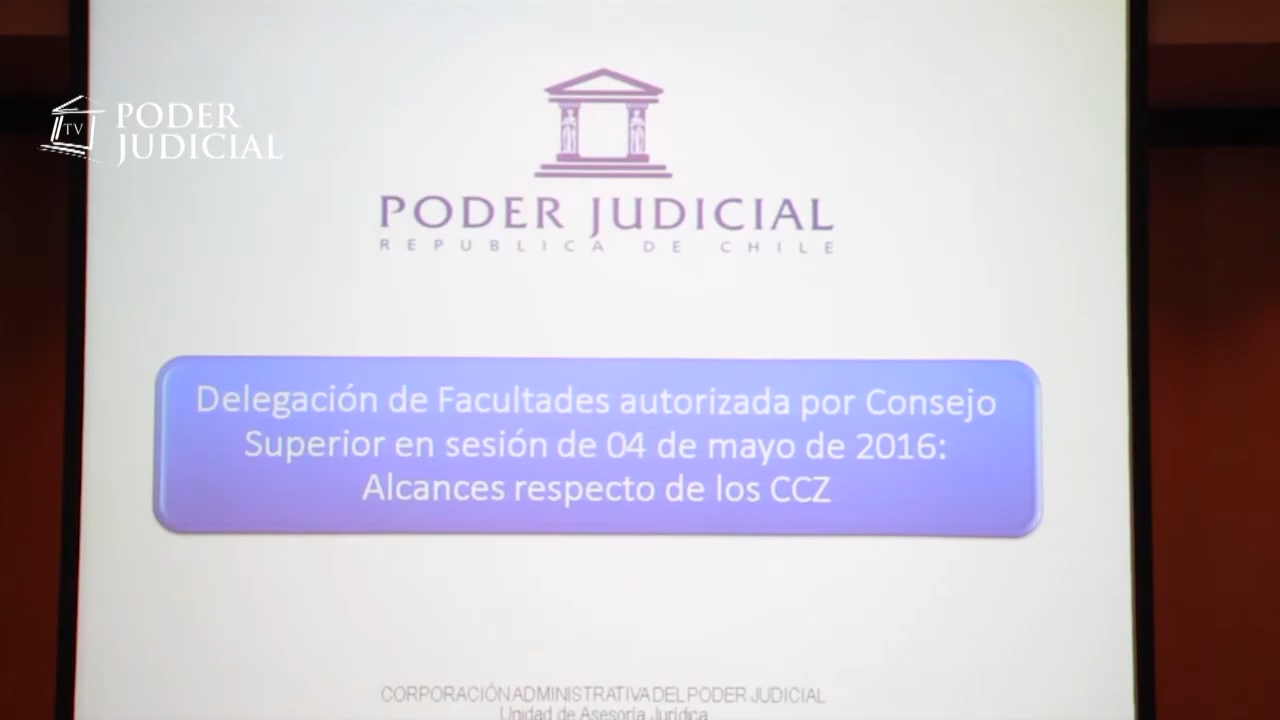 TV
PODER
JUDICIAL
PODER JUDICIAL
REPUBLICA DE CHILE
Delegación de Facultades autorizada por Consejo
Superior en sesión de 04 de mayo de 2016:
Alcances respecto de los CCZ
CORPORACIÓN ADMINISTRATIVA DEL PODER JUDICIAL
Unidad de Asesoría Jurídica